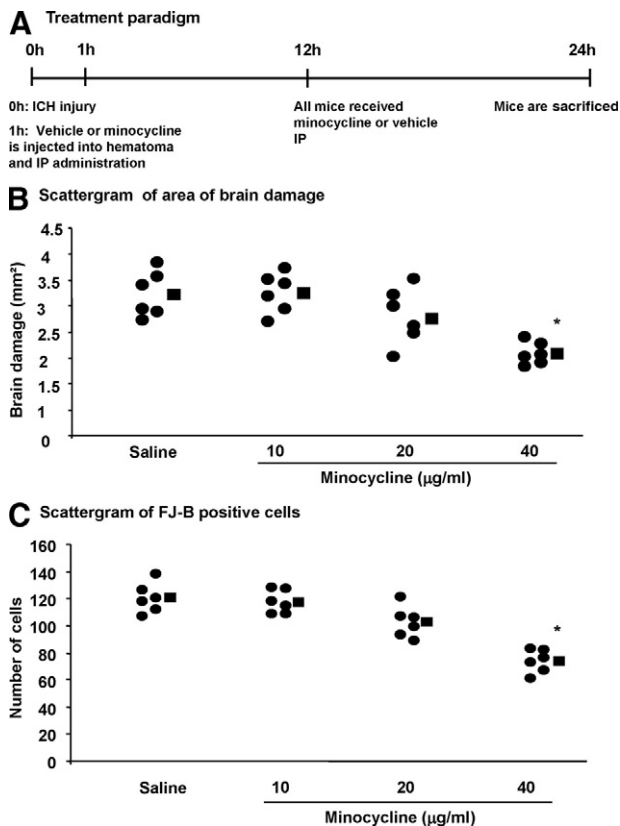 A Treatment paradigm
0h 1h 12h 24h
0h: ICH injury
1h: Vehicle or minocycline
is injected into hematoma
and IP administration
All mice received
minocycline or vehicle
IP
Mice are sacrificed
B Scattergram of area of brain damage
Brain damage (mm²)
4.5
4
3.5
3
2.5
2
1.5
1
0
*
Saline 10 20 40
Minocycline (μg/ml)
C Scattergram of FJ-B positive cells
Number of cells
160
140
120
100
80
60
40
20
0
*
Saline 10 20 40
Minocycline (μg/ml)